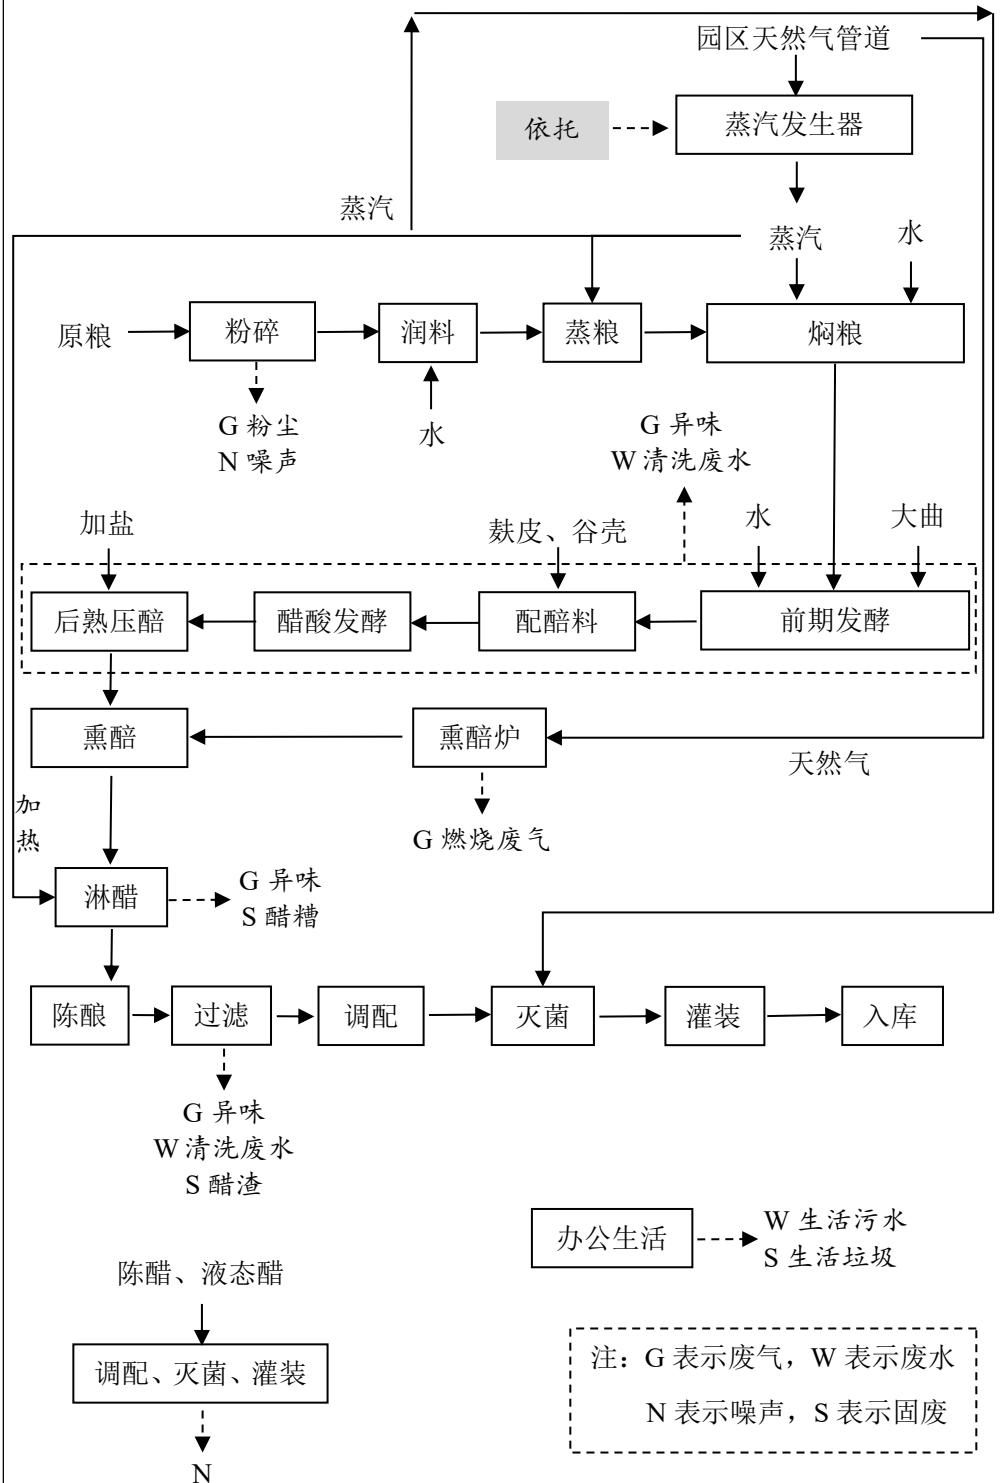 园区天然气管道
依托
蒸汽发生器
蒸汽
蒸汽
水
原粮
粉碎
润料
蒸粮
焖粮
G 粉尘
N 噪声
水
G 异味
W 清洗废水
加盐
麸皮、谷壳
水
大曲
后熟压醅
醋酸发酵
配醅料
前期发酵
熏醅
熏醅炉
天然气
加
热
G 燃烧废气
淋醋
G 异味
S 醋糟
陈酿
过滤
调配
灭菌
灌装
入库
G 异味
W 清洗废水
S 醋渣
办公生活
W 生活污水
S 生活垃圾
陈醋、液态醋
调配、灭菌、灌装
N
注：G 表示废气，W 表示废水
N 表示噪声，S 表示固废